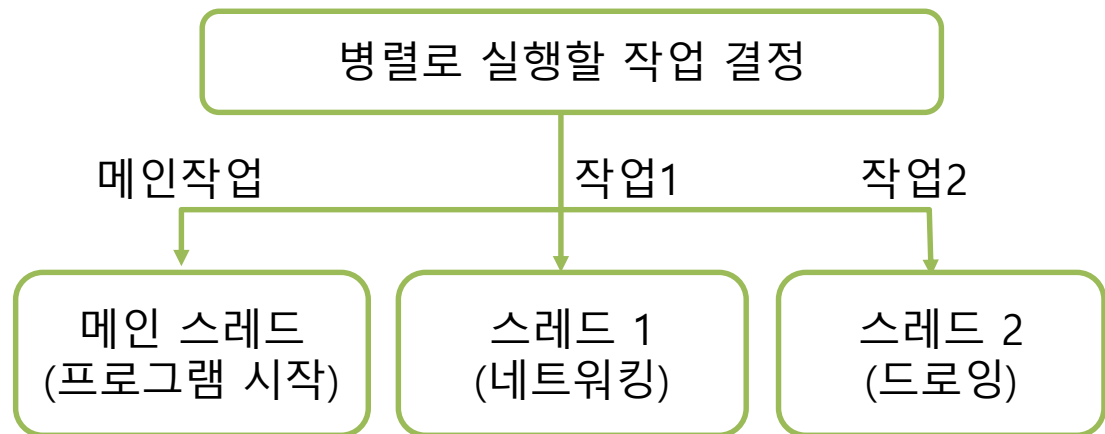 병렬로 실행할 작업 결정
메인작업
작업1
작업2
메인 스레드
(프로그램 시작)
스레드 1
(네트워킹)
스레드 2
(드로잉)